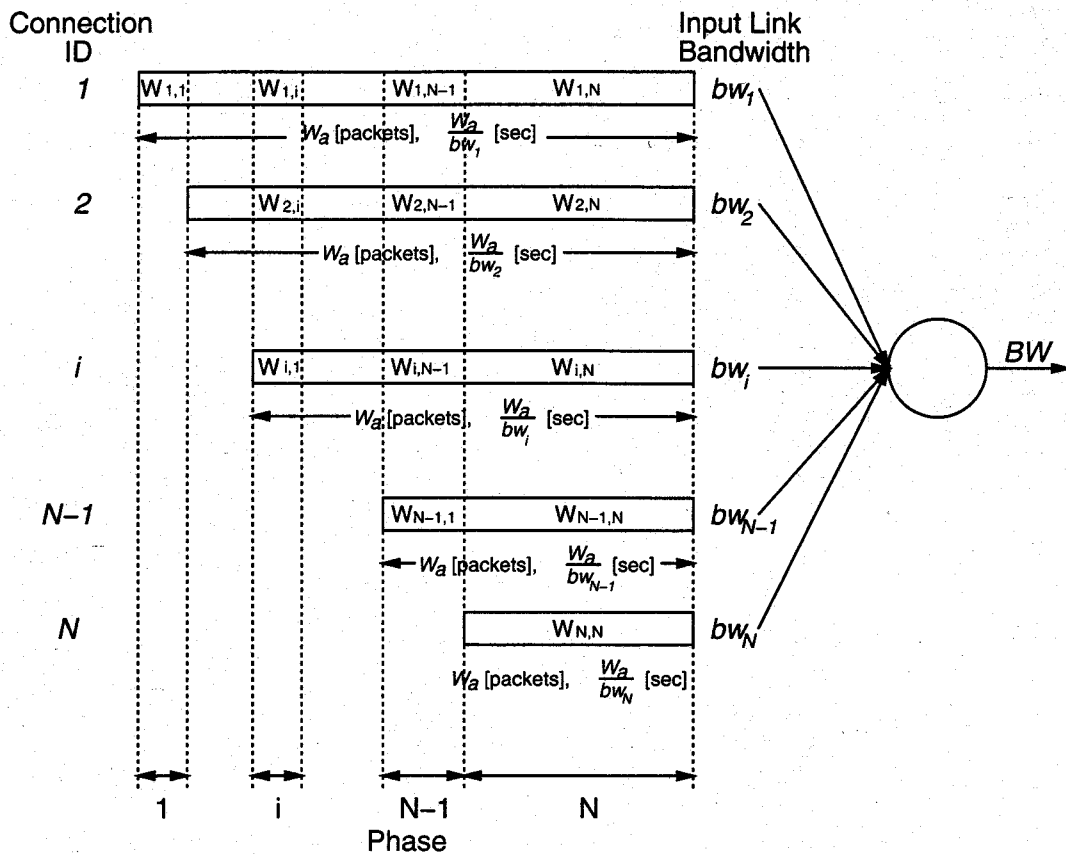 Connection ID
Input Link Bandwidth
1
W1,1
W1,i
W1,N−1
W1,N
bw1
Wa [packets], Wa/bw1 [sec]
2
W2,i
W2,N−1
W2,N
bw2
Wa [packets], Wa/bw2 [sec]
i
Wi,1
Wi,N−1
Wi,N
bwi
BW
Wa [packets], Wa/bwi [sec]
N−1
WN−1,1
WN−1,N
bwN−1
Wa [packets], Wa/bwN−1 [sec]
N
WN,N
bwN
Wa [packets], Wa/bwN [sec]
1
i
N−1
N
Phase